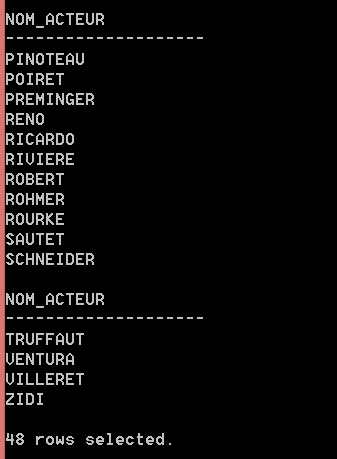 NOM_ACTEUR
--------------------
PINOTEAU
POIRET
PREMINGER
RENO
RICARDO
RIVIERE
ROBERT
ROHMER
ROURKE
SAUTET
SCHNEIDER
NOM_ACTEUR
--------------------
TRUFFAUT
VENTURA
VILLERET
ZIDI
48 rows selected.